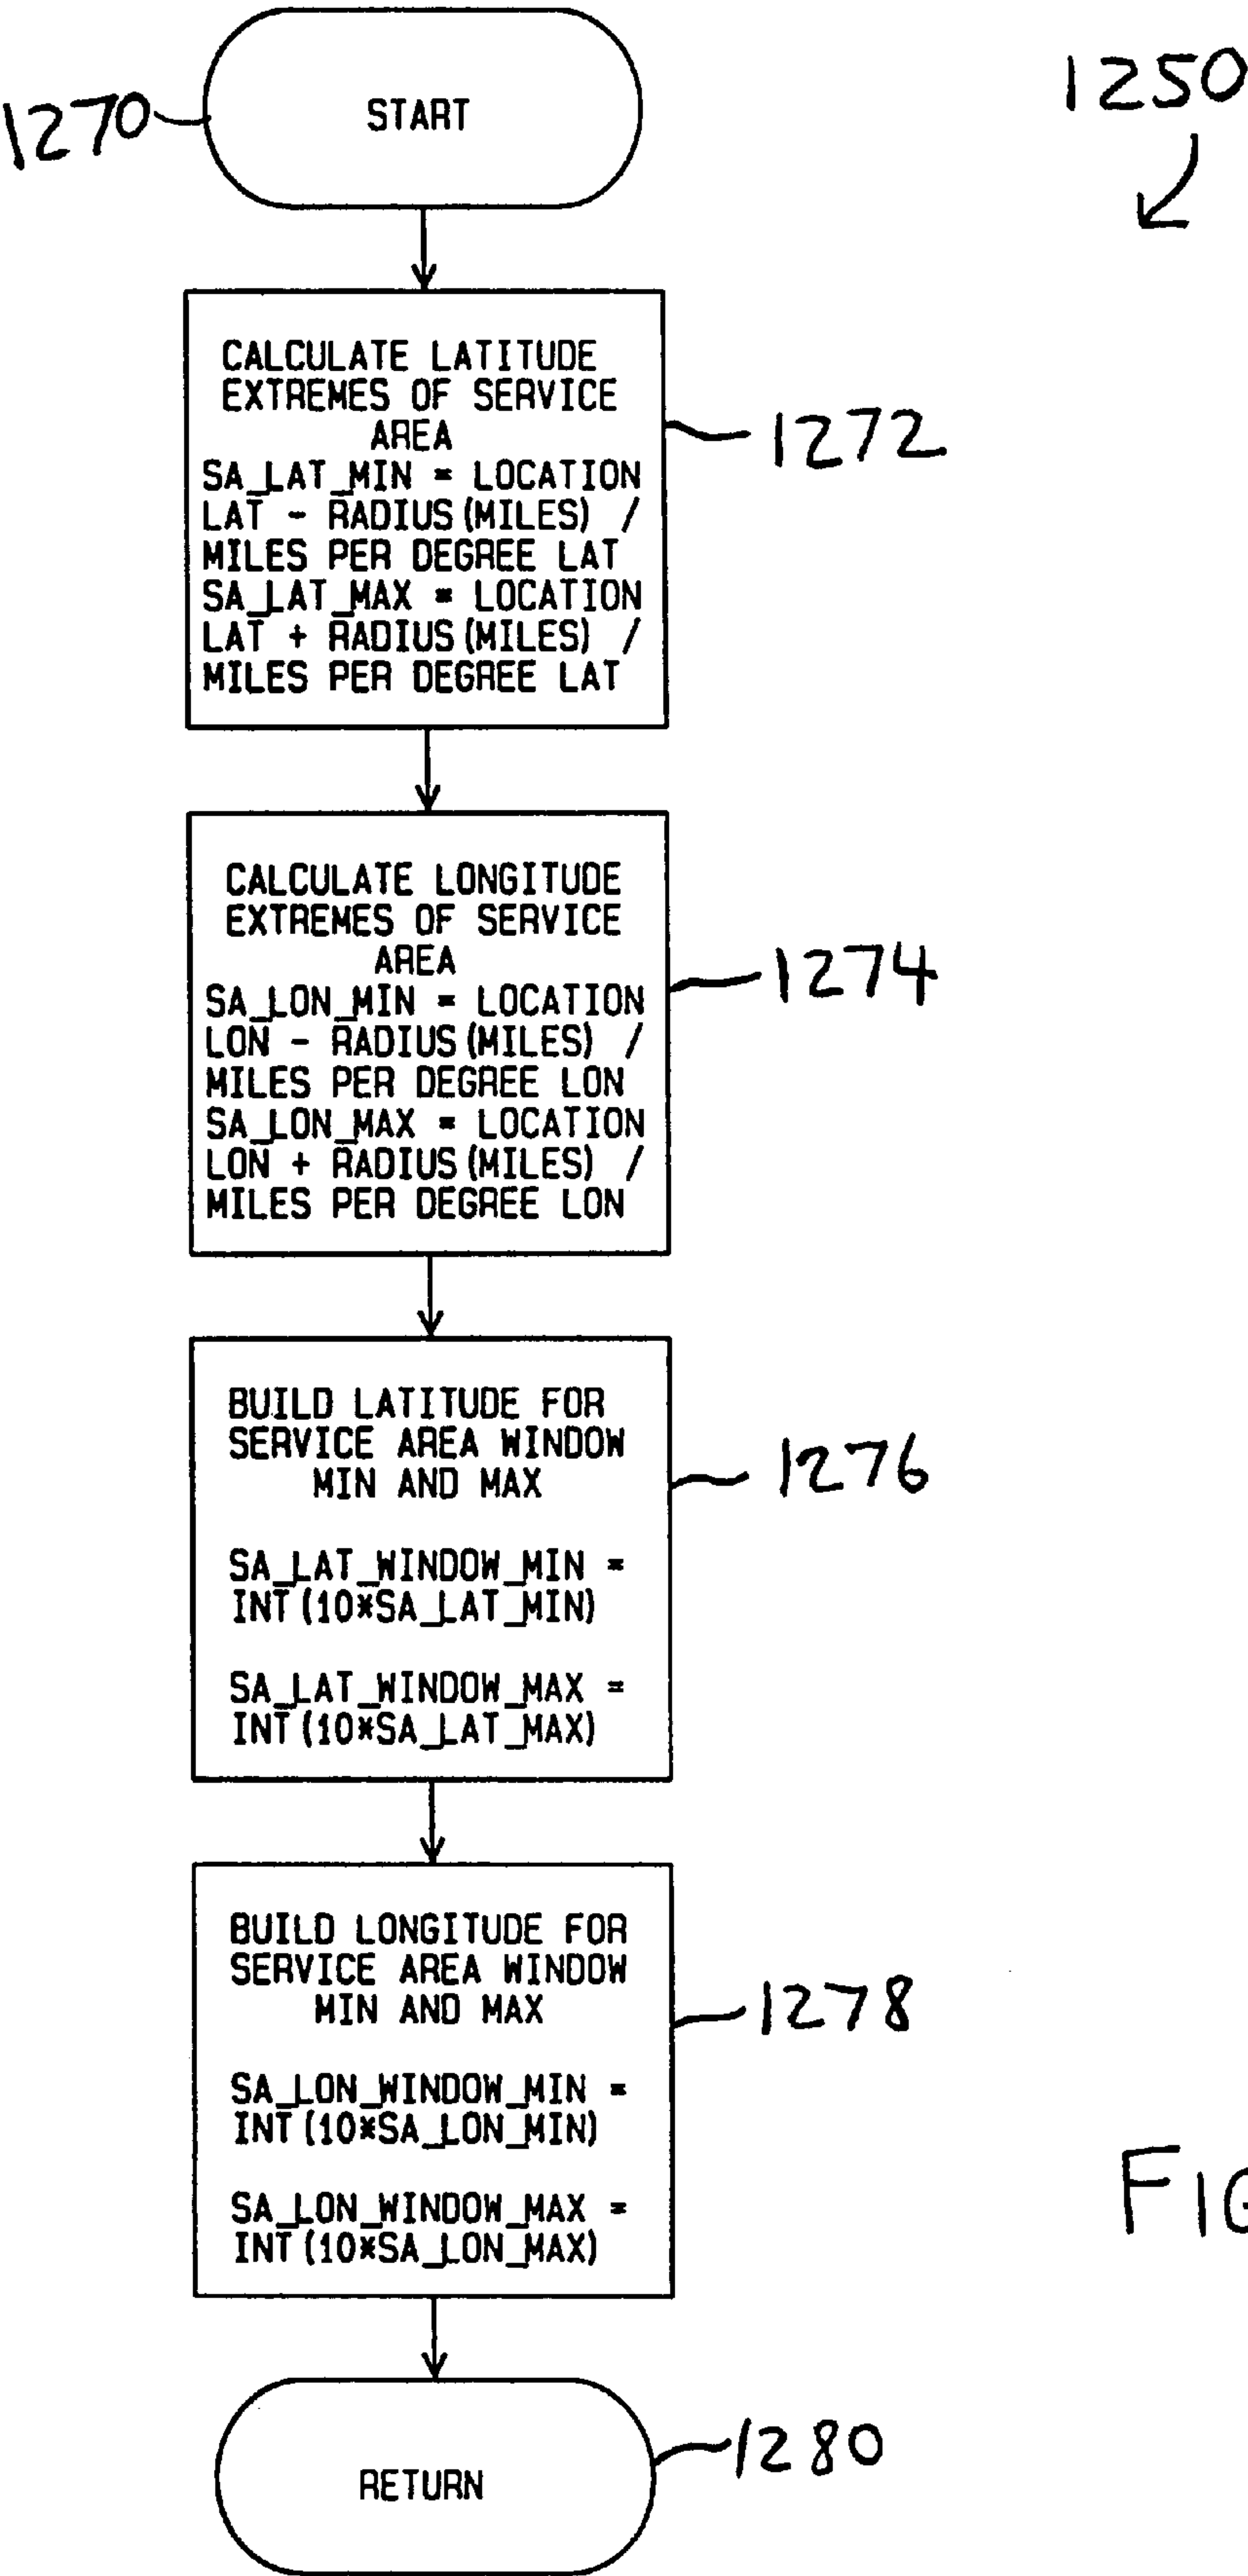 1270
START
1250
CALCULATE LATITUDE
EXTREMES OF SERVICE
AREA
SA_LAT_MIN = LOCATION
LAT - RADIUS(MILES) /
MILES PER DEGREE LAT
SA_LAT_MAX = LOCATION
LAT + RADIUS(MILES) /
MILES PER DEGREE LAT
1272
CALCULATE LONGITUDE
EXTREMES OF SERVICE
AREA
SA_LON_MIN = LOCATION
LON - RADIUS(MILES) /
MILES PER DEGREE LON
SA_LON_MAX = LOCATION
LON + RADIUS(MILES) /
MILES PER DEGREE LON
1274
BUILD LATITUDE FOR
SERVICE AREA WINDOW
MIN AND MAX
SA_LAT_WINDOW_MIN =
INT(10*SA_LAT_MIN)
SA_LAT_WINDOW_MAX =
INT(10*SA_LAT_MAX)
1276
BUILD LONGITUDE FOR
SERVICE AREA WINDOW
MIN AND MAX
SA_LON_WINDOW_MIN =
INT(10*SA_LON_MIN)
SA_LON_WINDOW_MAX =
INT(10*SA_LON_MAX)
1278
RETURN
1280